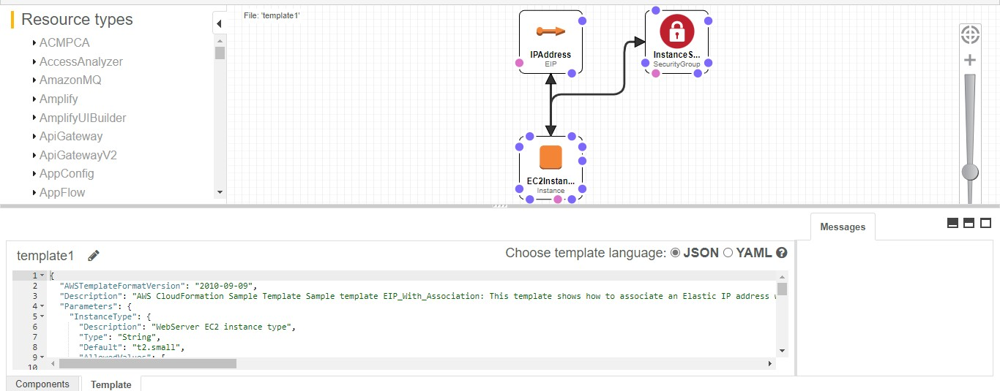 Resource types
ACMPCA
AccessAnalyzer
AmazonMQ
Amplify
AmplifyUIBuilder
ApiGateway
ApiGatewayV2
AppConfig
AppFlow
File: 'template1'
IPAddress
EIP
InstanceS...
SecurityGroup
EC2Instan...
Instance
Messages
template1
Choose template language: JSON YAML ?
1 {
2 "AWSTemplateFormatVersion": "2010-09-09",
3 "Description": "AWS CloudFormation Sample Template Sample template EIP_With_Association: This template shows how to associate an Elastic IP address
4 "Parameters": {
5 "InstanceType": {
6 "Description": "WebServer EC2 instance type",
7 "Type": "String",
8 "Default": "t2.small",
9 "AllowedValues": [
10
Components Template